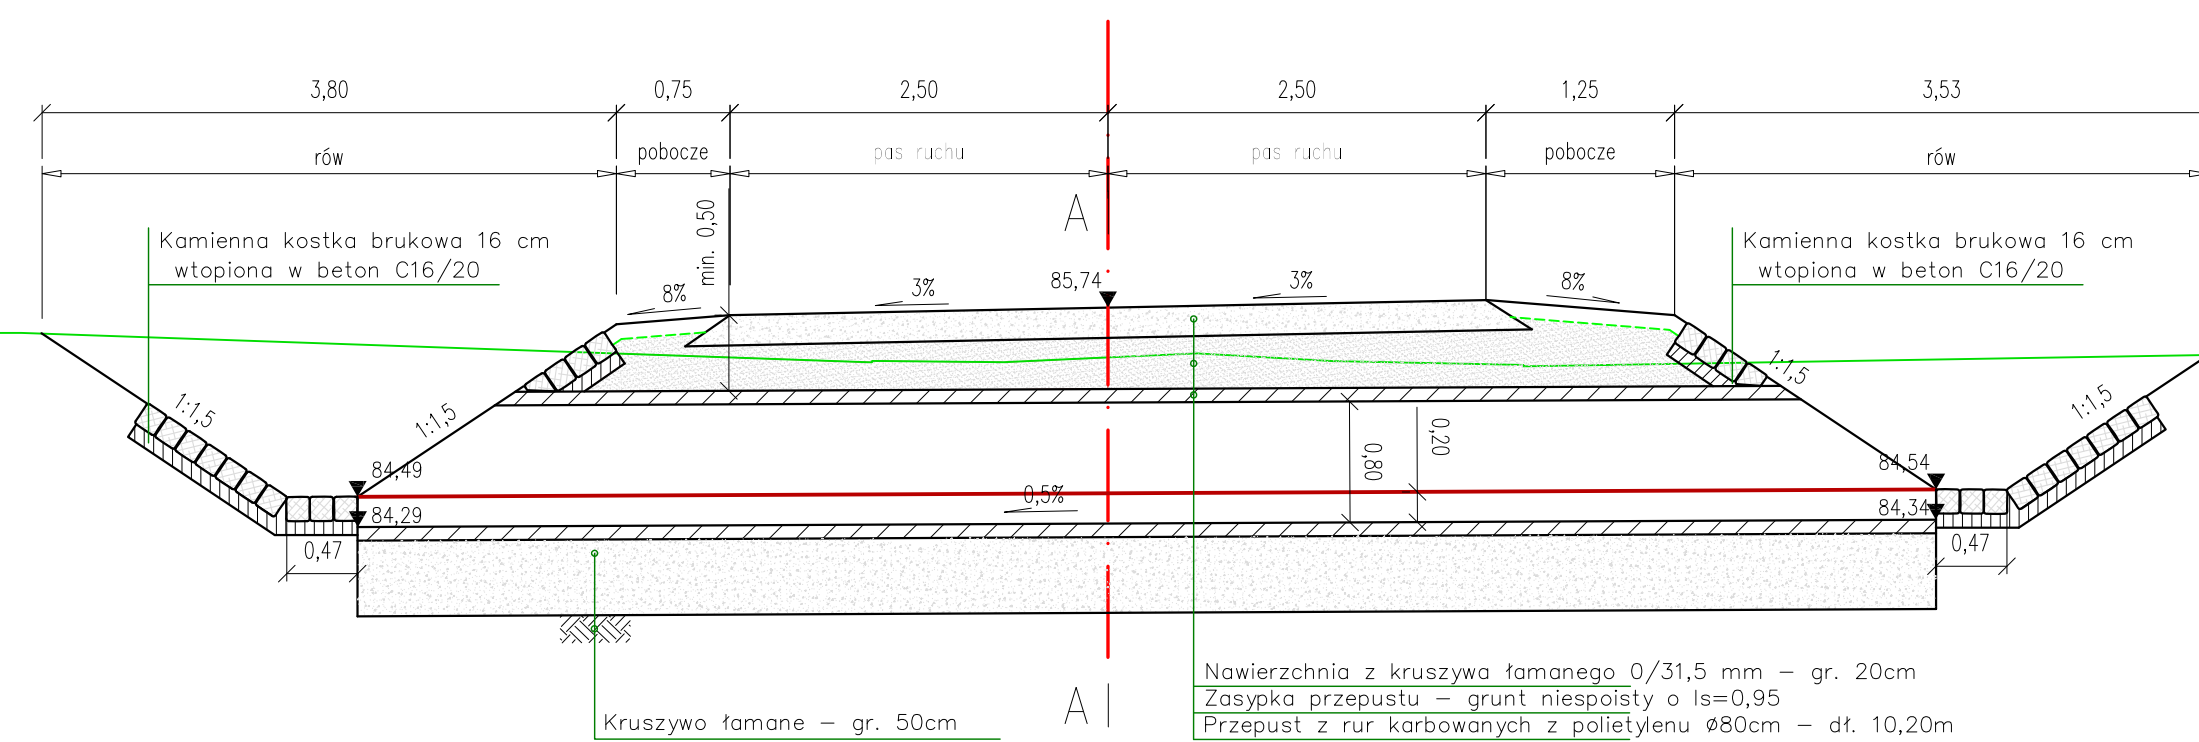 3,80 0,75 2,50 2,50 1,25 3,53
rów pobocze pas ruchu pas ruchu pobocze rów
A
min. 0,50
Kamienna kostka brukowa 16 cm
wtopiona w beton C16/20
Kamienna kostka brukowa 16 cm
wtopiona w beton C16/20
8% 3% 85,74 3% 8%
1:1,5
1:1,5
1:1,5
1:1,5
0,80
0,20
84,49
84,54
0,5%
84,29
84,34
0,47
0,47
Nawierzchnia z kruszywa łamanego 0/31,5 mm – gr. 20cm
Zasypka przepustu – grunt niespoisty o Is=0,95
Przepust z rur karbowanych z polietylenu ø80cm – dł. 10,20m
A
Kruszywo łamane – gr. 50cm